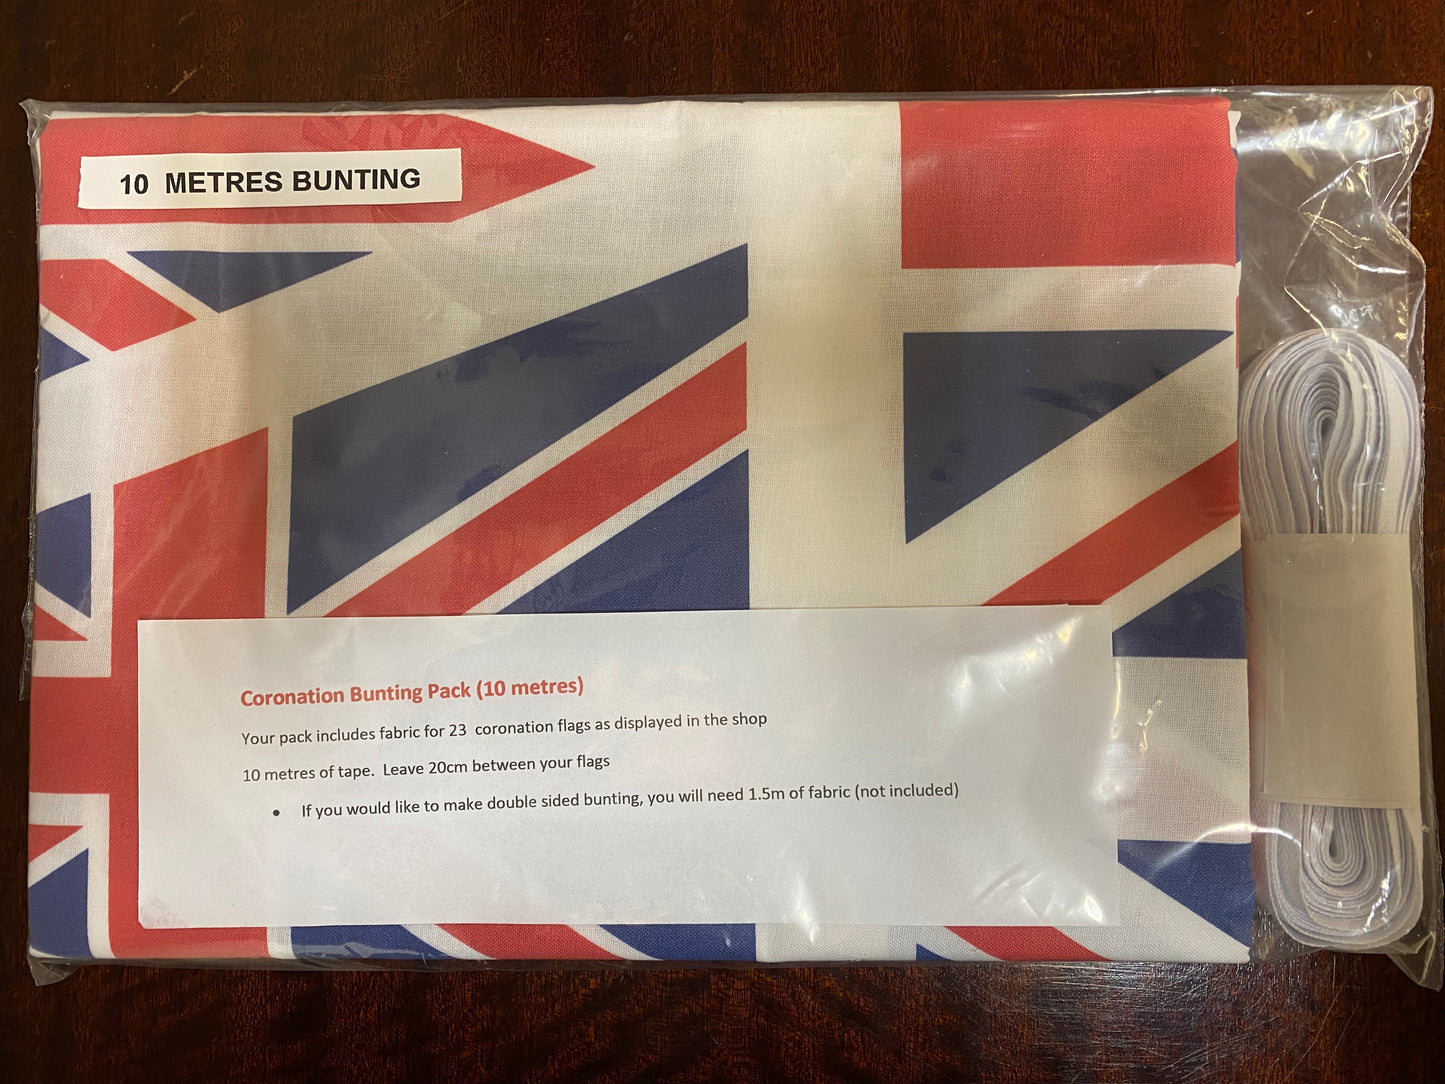 10 METRES BUNTING
Coronation Bunting Pack (10 metres)
Your pack includes fabric for 23 coronation flags as displayed in the shop
10 metres of tape. Leave 20cm between your flags
• If you would like to make double sided bunting, you will need 1.5m of fabric (not included)